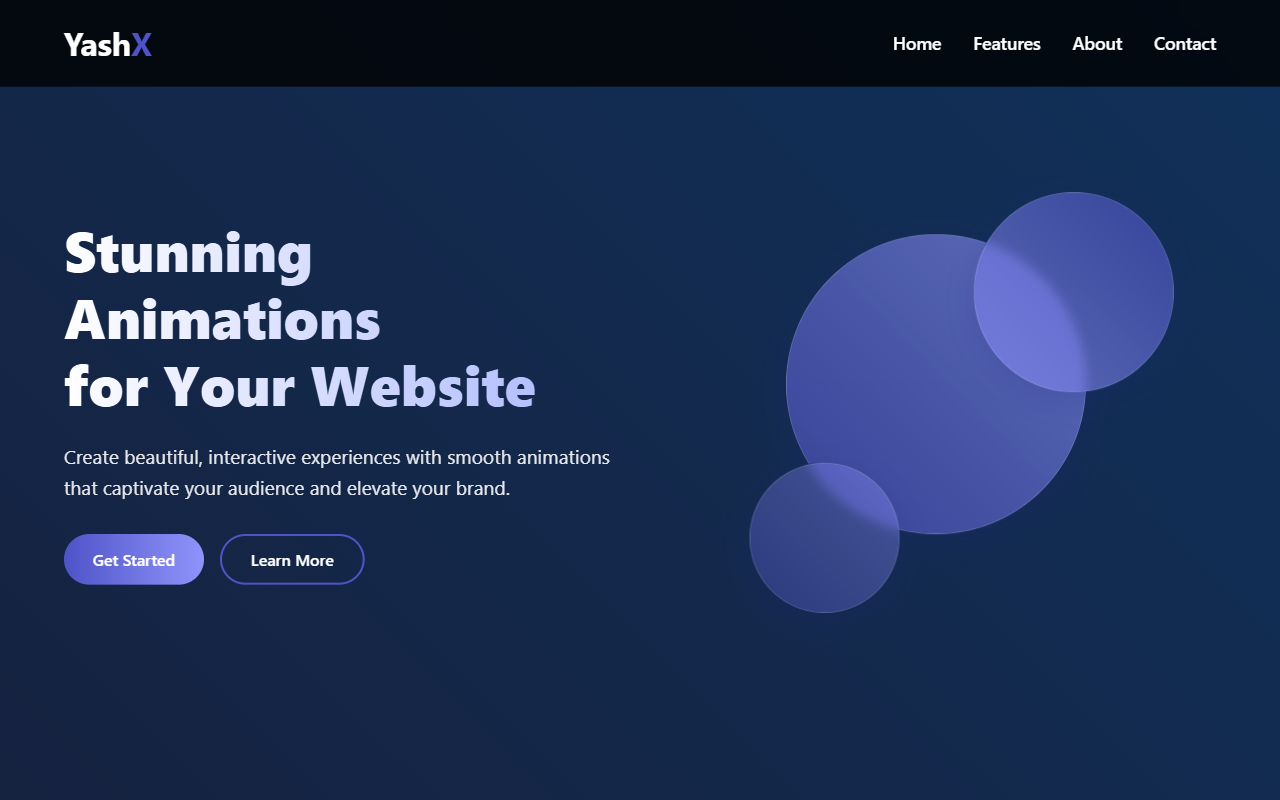 YashX
Home Features About Contact
Stunning
Animations
for Your Website
Create beautiful, interactive experiences with smooth animations
that captivate your audience and elevate your brand.
Get Started Learn More